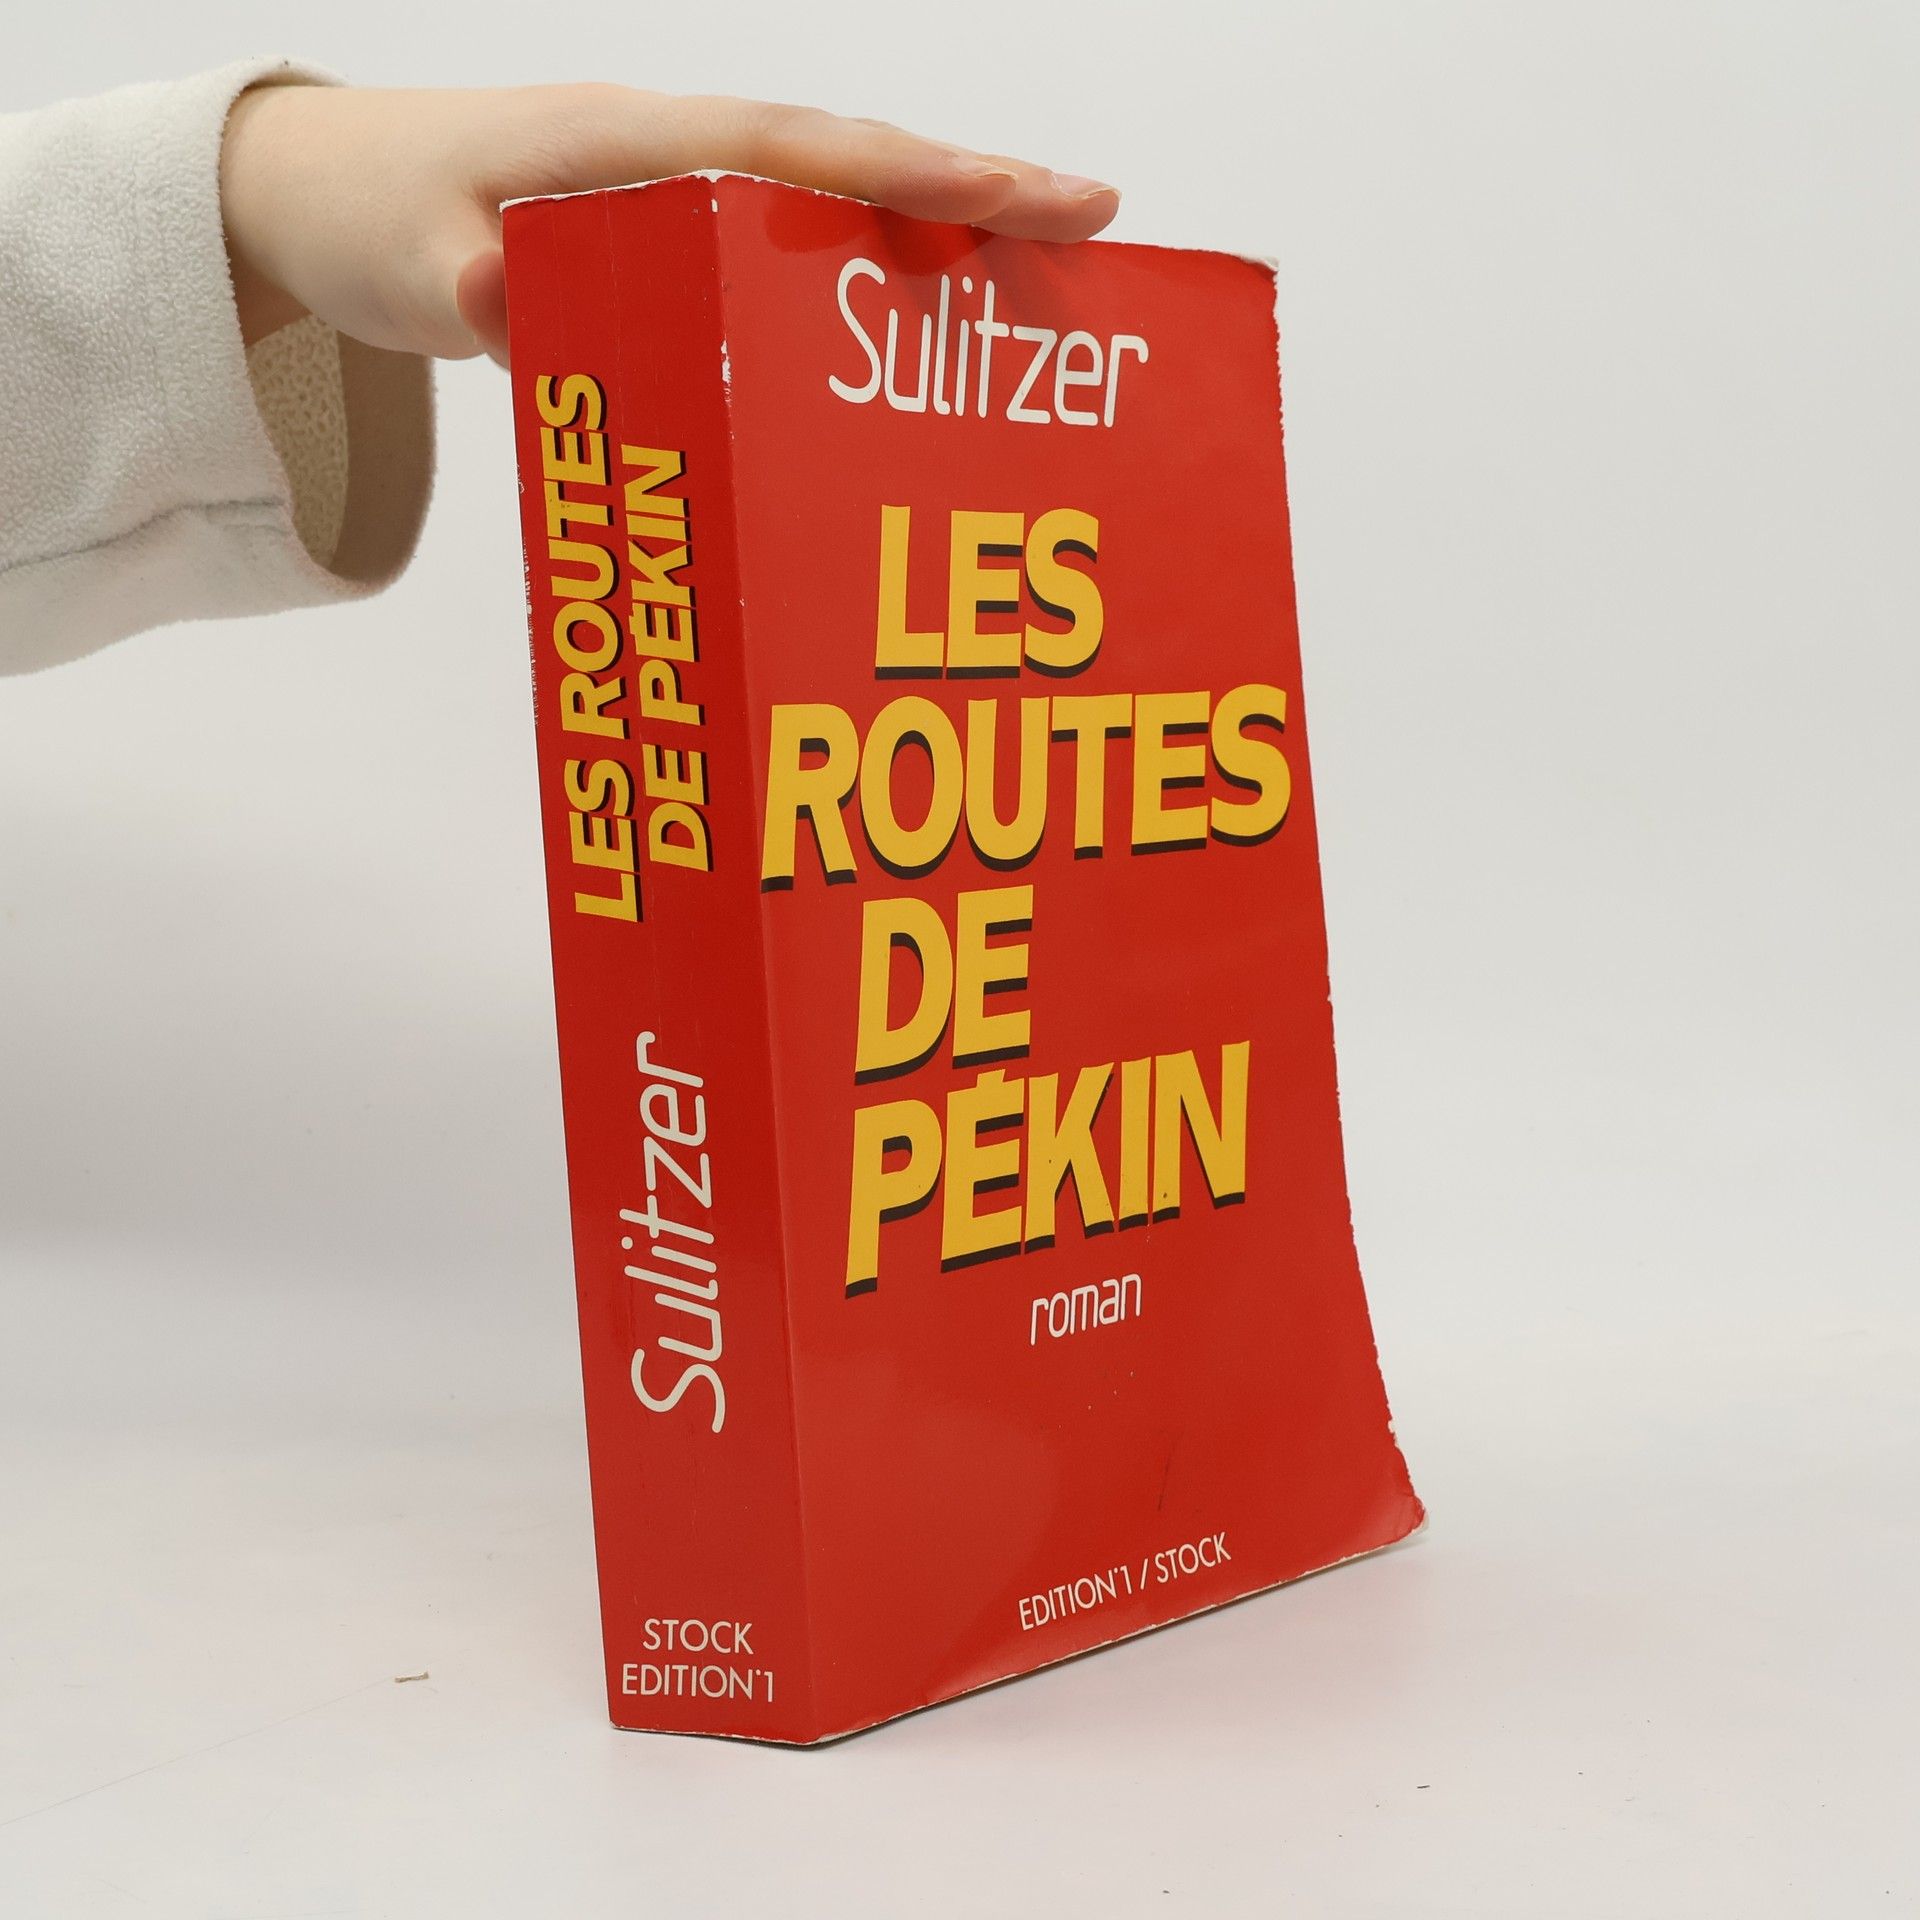 LES ROUTES
DE PÉKIN
Sulitzer
STOCK
EDITION°1
Sulitzer
LES
ROUTES
DE
PÉKIN
roman
EDITION°1 / STOCK